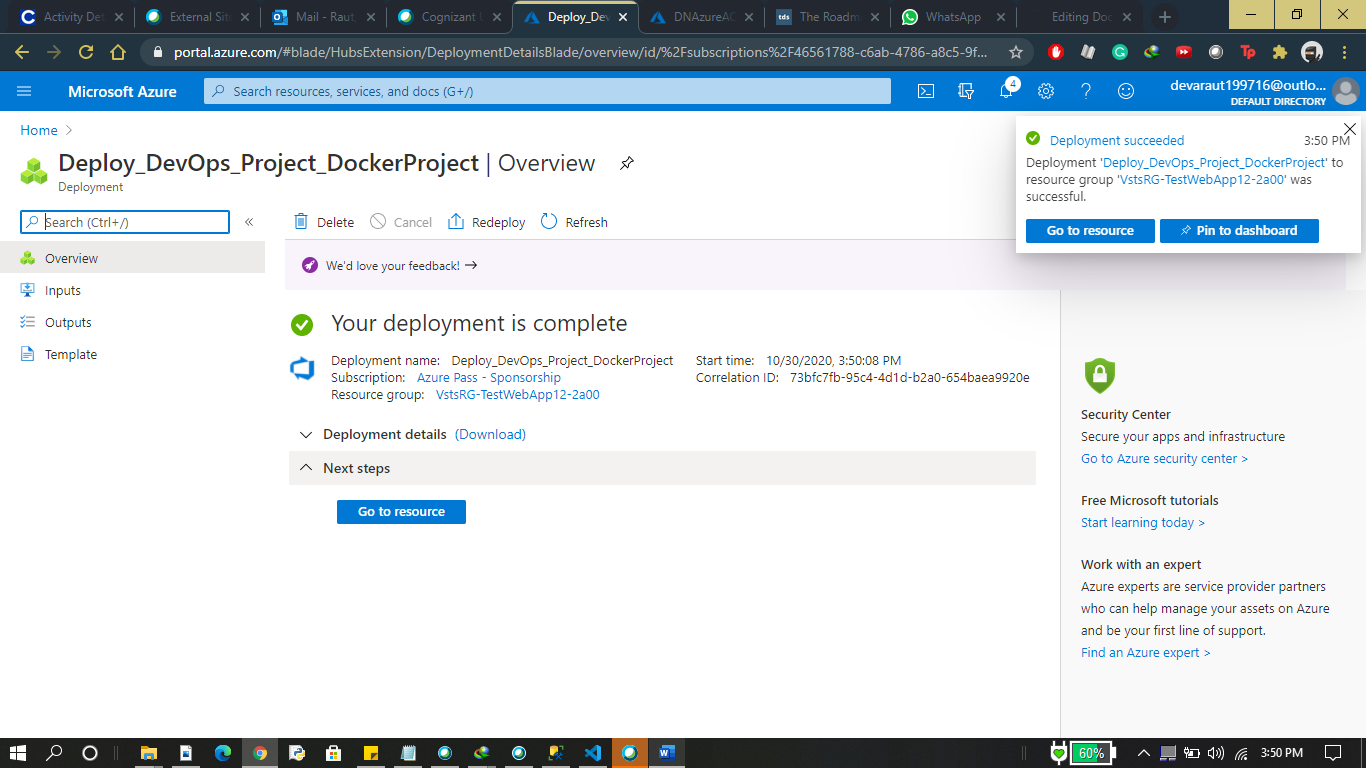 Activity Det
External Site
Mail - Raut
Cognizant
Deploy_Dev
DNAzureAC
tds
The Roadm
WhatsApp
Editing Doc
portal.azure.com/#blade/HubsExtension/DeploymentDetailsBlade/overview/id/%2Fsubscriptions%2F46561788-c6ab-4786-a8c5-9f...
Microsoft Azure
Search resources, services, and docs (G+/)
4
devaraut199716@outlo...
DEFAULT DIRECTORY
Home
Deployment succeeded 3:50 PM
Deployment 'Deploy_DevOps_Project_DockerProject' to
resource group 'VstsRG-TestWebApp12-2a00' was
successful.
Go to resource
Pin to dashboard
Deploy_DevOps_Project_DockerProject | Overview
Deployment
Search (Ctrl+/)
«
Delete
Cancel
Redeploy
Refresh
Overview
Inputs
Outputs
Template
We'd love your feedback! →
Your deployment is complete
Deployment name: Deploy_DevOps_Project_DockerProject
Subscription: Azure Pass - Sponsorship
Resource group: VstsRG-TestWebApp12-2a00
Start time: 10/30/2020, 3:50:08 PM
Correlation ID: 73bfc7fb-95c4-4d1d-b2a0-654baea9920e
Deployment details (Download)
Next steps
Go to resource
Security Center
Secure your apps and infrastructure
Go to Azure security center >
Free Microsoft tutorials
Start learning today >
Work with an expert
Azure experts are service provider partners
who can help manage your assets on Azure
and be your first line of support.
Find an Azure expert >
60%
3:50 PM